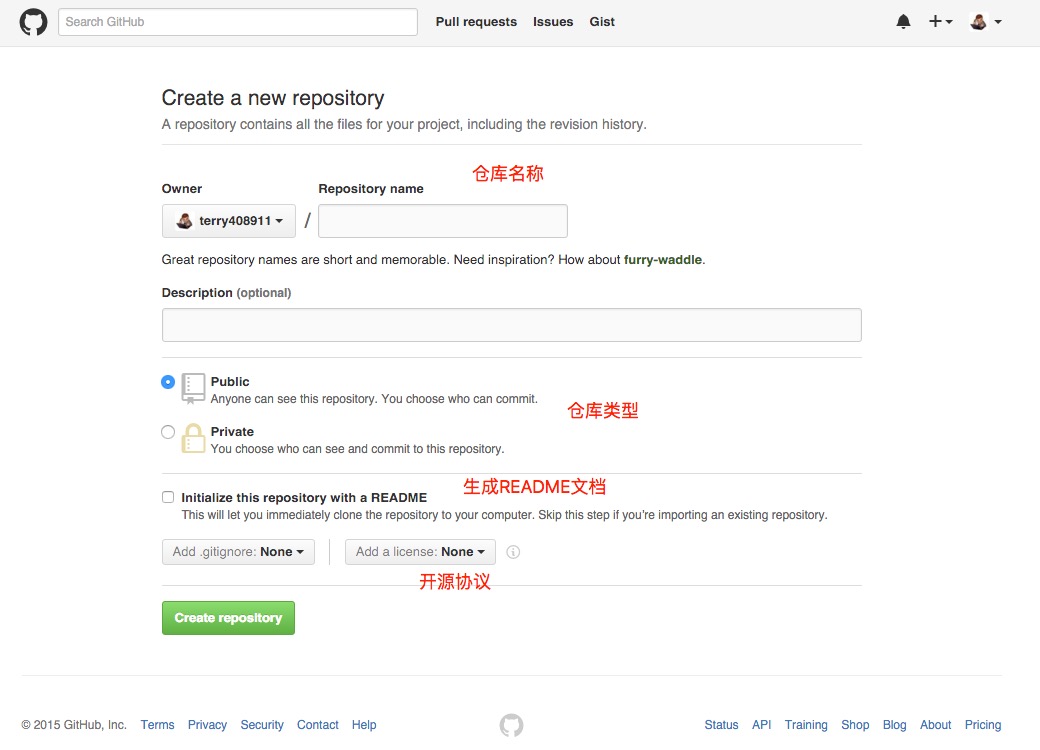 Search GitHub Pull requests Issues Gist
Create a new repository
A repository contains all the files for your project, including the revision history.
仓库名称
Owner Repository name
terry408911 /
Great repository names are short and memorable. Need inspiration? How about furry-waddle.
Description (optional)
Public
Anyone can see this repository. You choose who can commit.
仓库类型
Private
You choose who can see and commit to this repository.
生成README文档
Initialize this repository with a README
This will let you immediately clone the repository to your computer. Skip this step if you're importing an existing repository.
Add .gitignore: None Add a license: None
开源协议
Create repository
© 2015 GitHub, Inc. Terms Privacy Security Contact Help Status API Training Shop Blog About Pricing